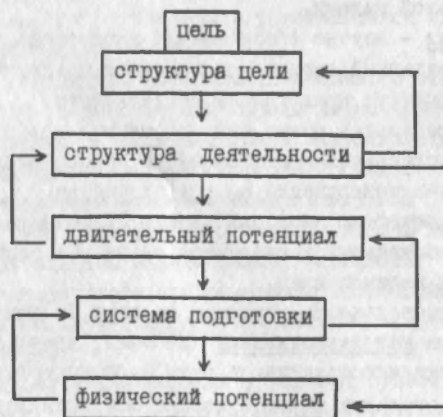 цель
структура цели
структура деятельности
двигательный потенциал
система подготовки
физический потенциал